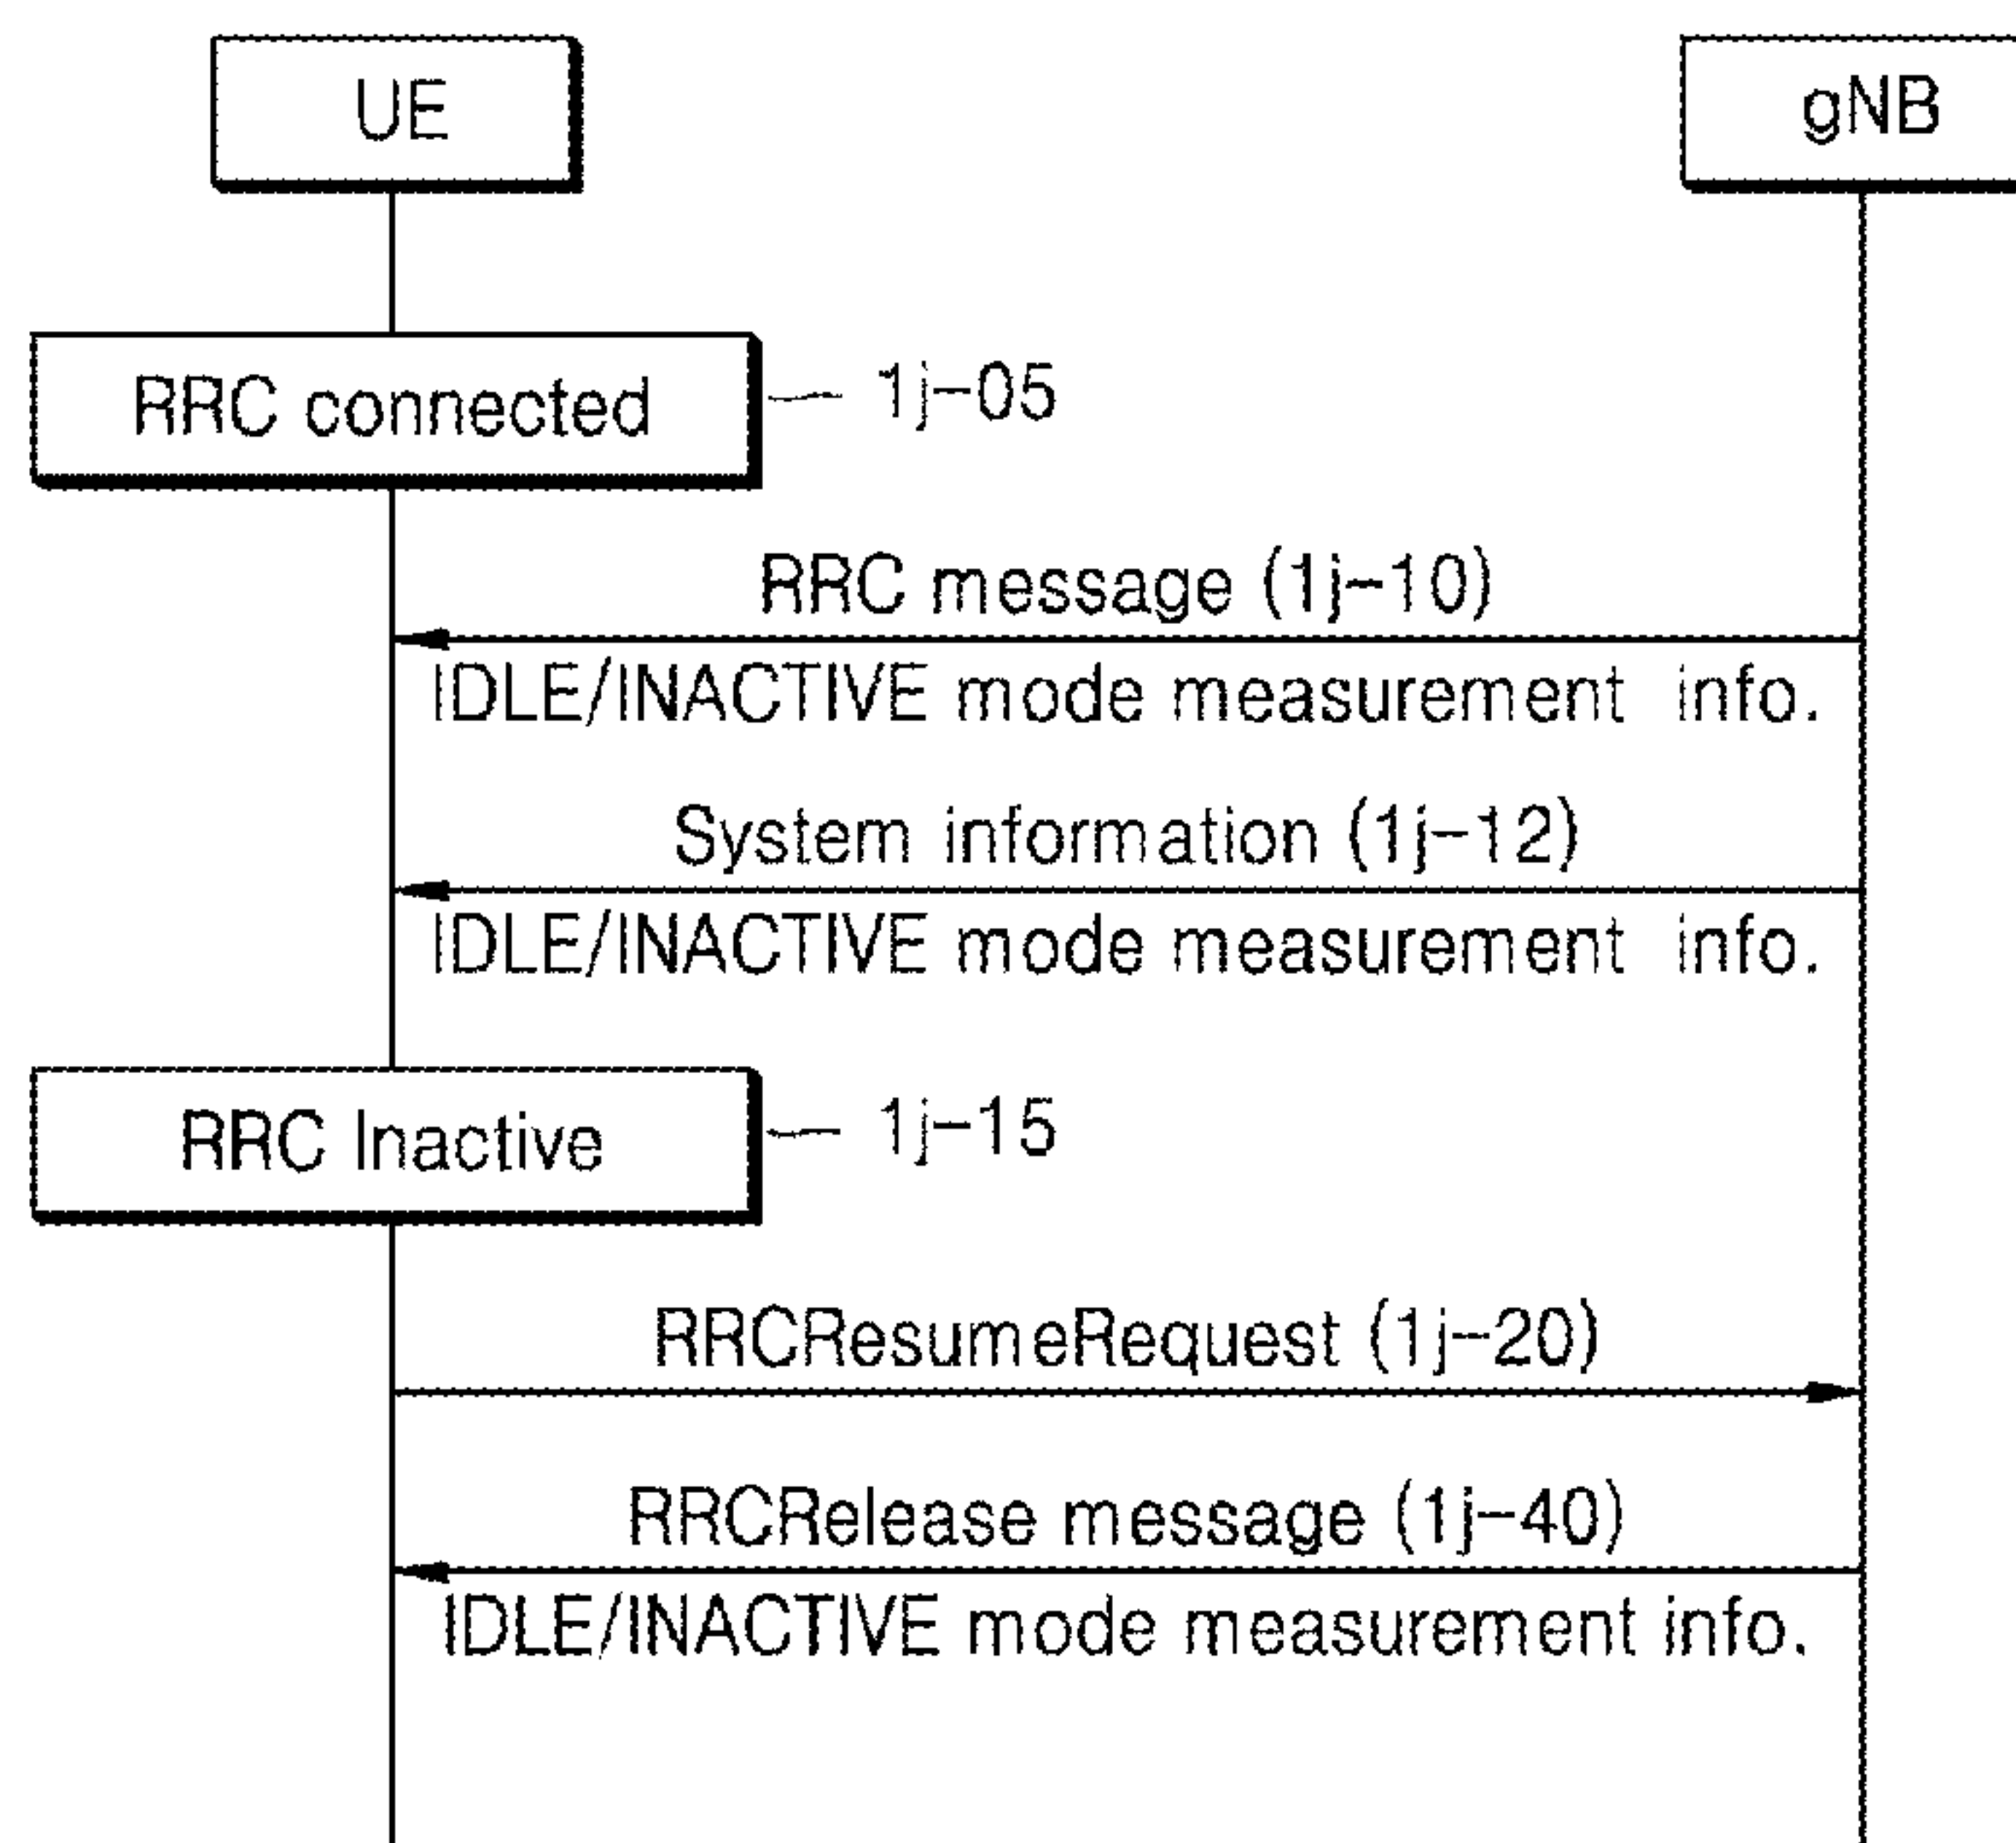 UE
gNB
RRC connected
1j-05
RRC message (1j-10)
IDLE/INACTIVE mode measurement info.
System information (1j-12)
IDLE/INACTIVE mode measurement info.
RRC Inactive
1j-15
RRCResumeRequest (1j-20)
RRCRelease message (1j-40)
IDLE/INACTIVE mode measurement info.